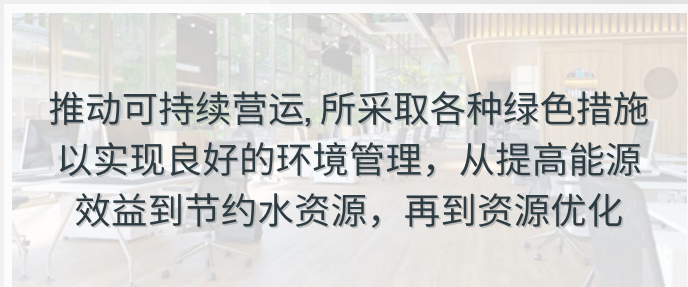 推动可持续营运, 所采取各种绿色措施
以实现良好的环境管理，从提高能源
效益到节约水资源，再到资源优化